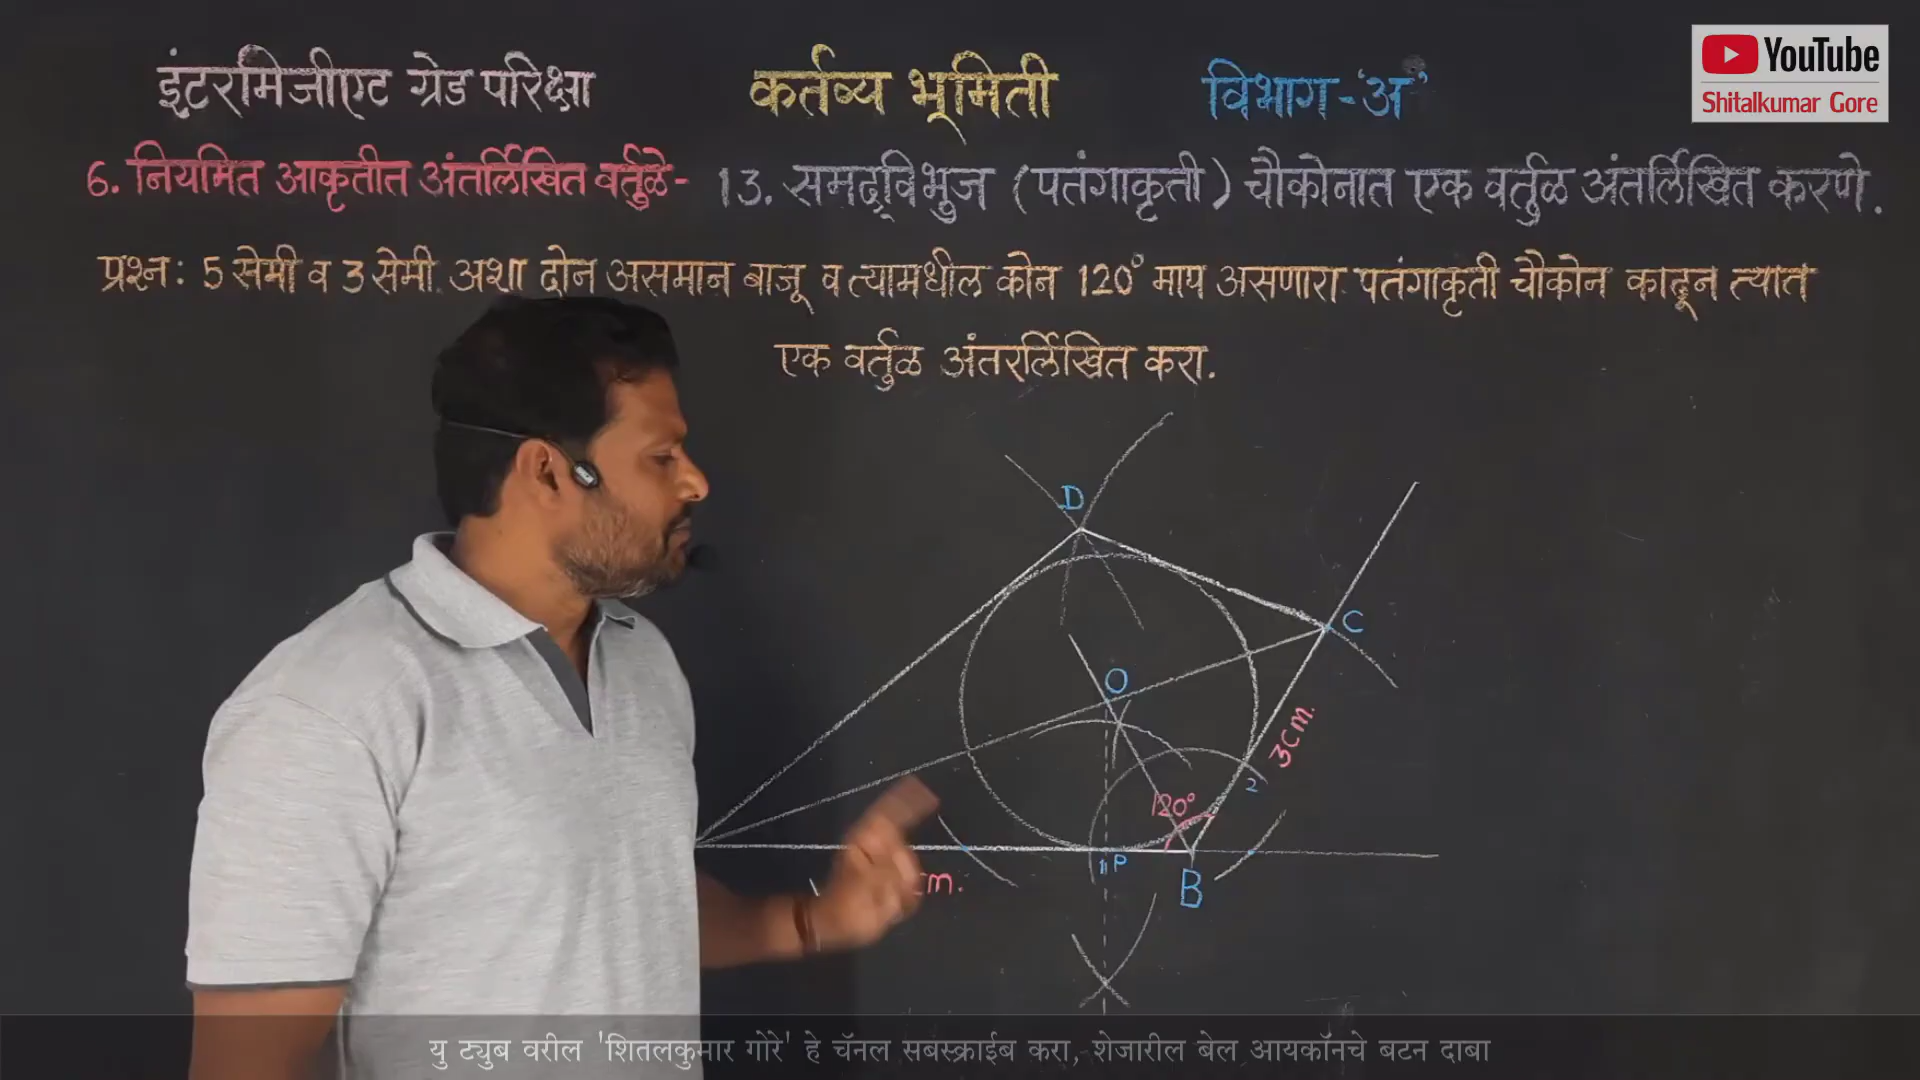 इंटरमिजीएट ग्रेड परिक्षा कर्तव्य भूमिती विभाग-'अ'
YouTube
Shitalkumar Gore
6. नियमित आकृतीत अंतर्लिखित वर्तुळे- 13. समद्विभुज (पतंगाकृती) चौकोनात एक वर्तुळ अंतर्लिखित करणे.
प्रश्न: 5 सेमी व 3 सेमी. अशा दोन असमान बाजू व त्यामधील कोन 120° माप असणारा पतंगाकृती चौकोन काढून त्यात
एक वर्तुळ अंतरर्लिखित करा.
D
C
O
3cm.
2
120°
1 P
B
cm.
यु ट्युब वरील 'शितलकुमार गोरे' हे चॅनल सबस्क्राईब करा, शेजारील बेल आयकॉनचे बटन दाबा